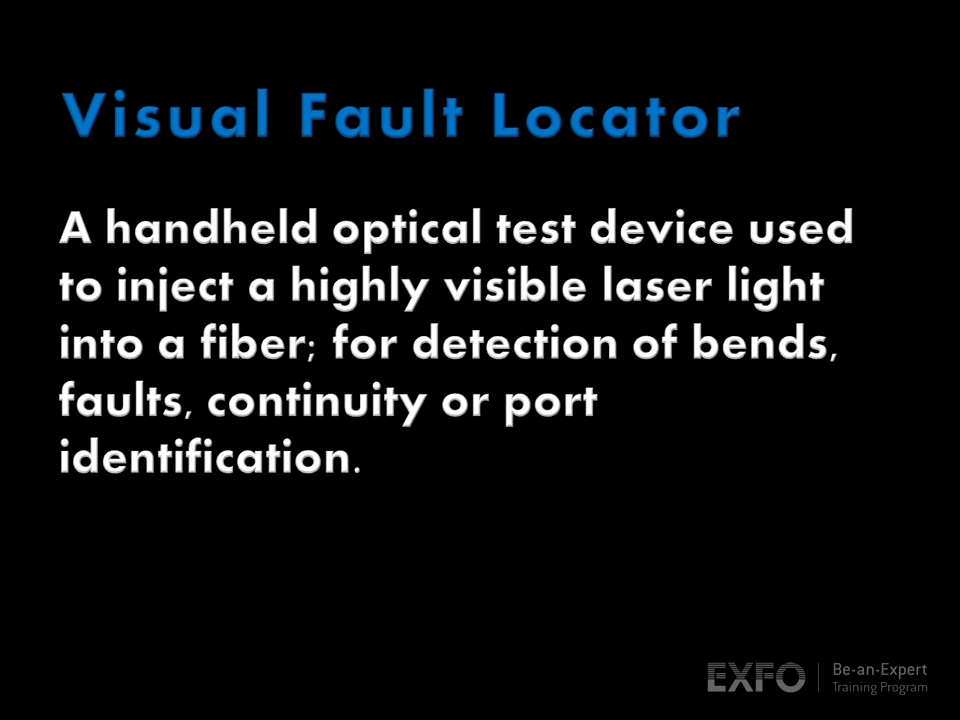 Visual Fault Locator
A handheld optical test device used
to inject a highly visible laser light
into a fiber; for detection of bends,
faults, continuity or port
identification.
EXFO
Be-an-Expert
Training Program